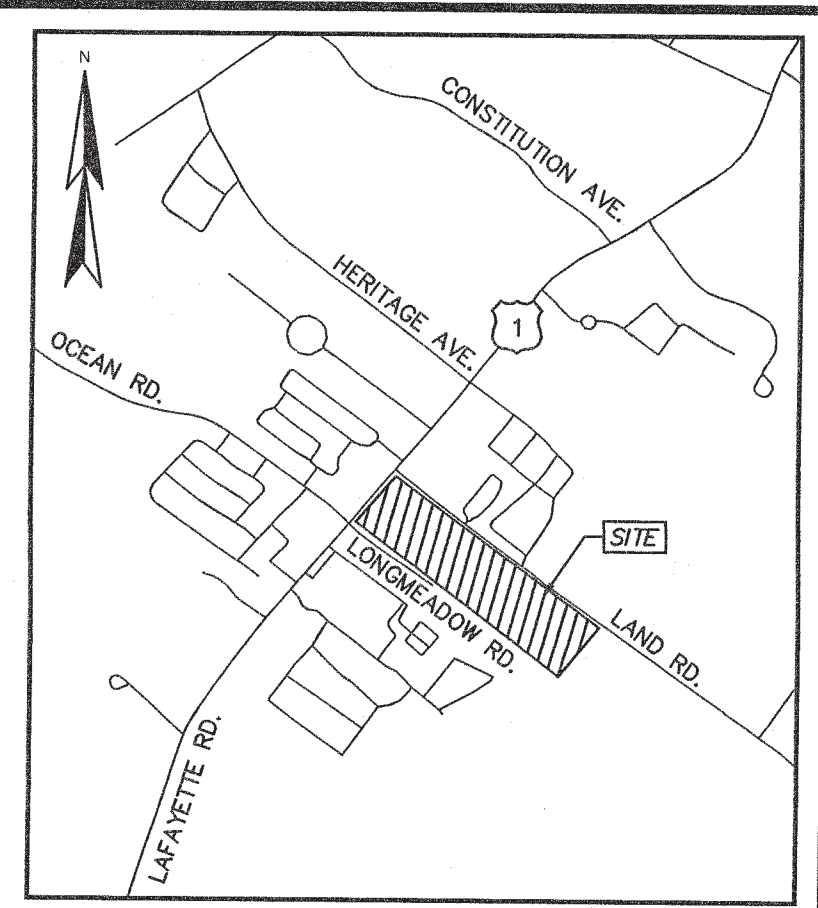 N
CONSTITUTION AVE.
HERITAGE AVE.
1
OCEAN RD.
SITE
LONGMEADOW RD.
LAND RD.
LAFAYETTE RD.